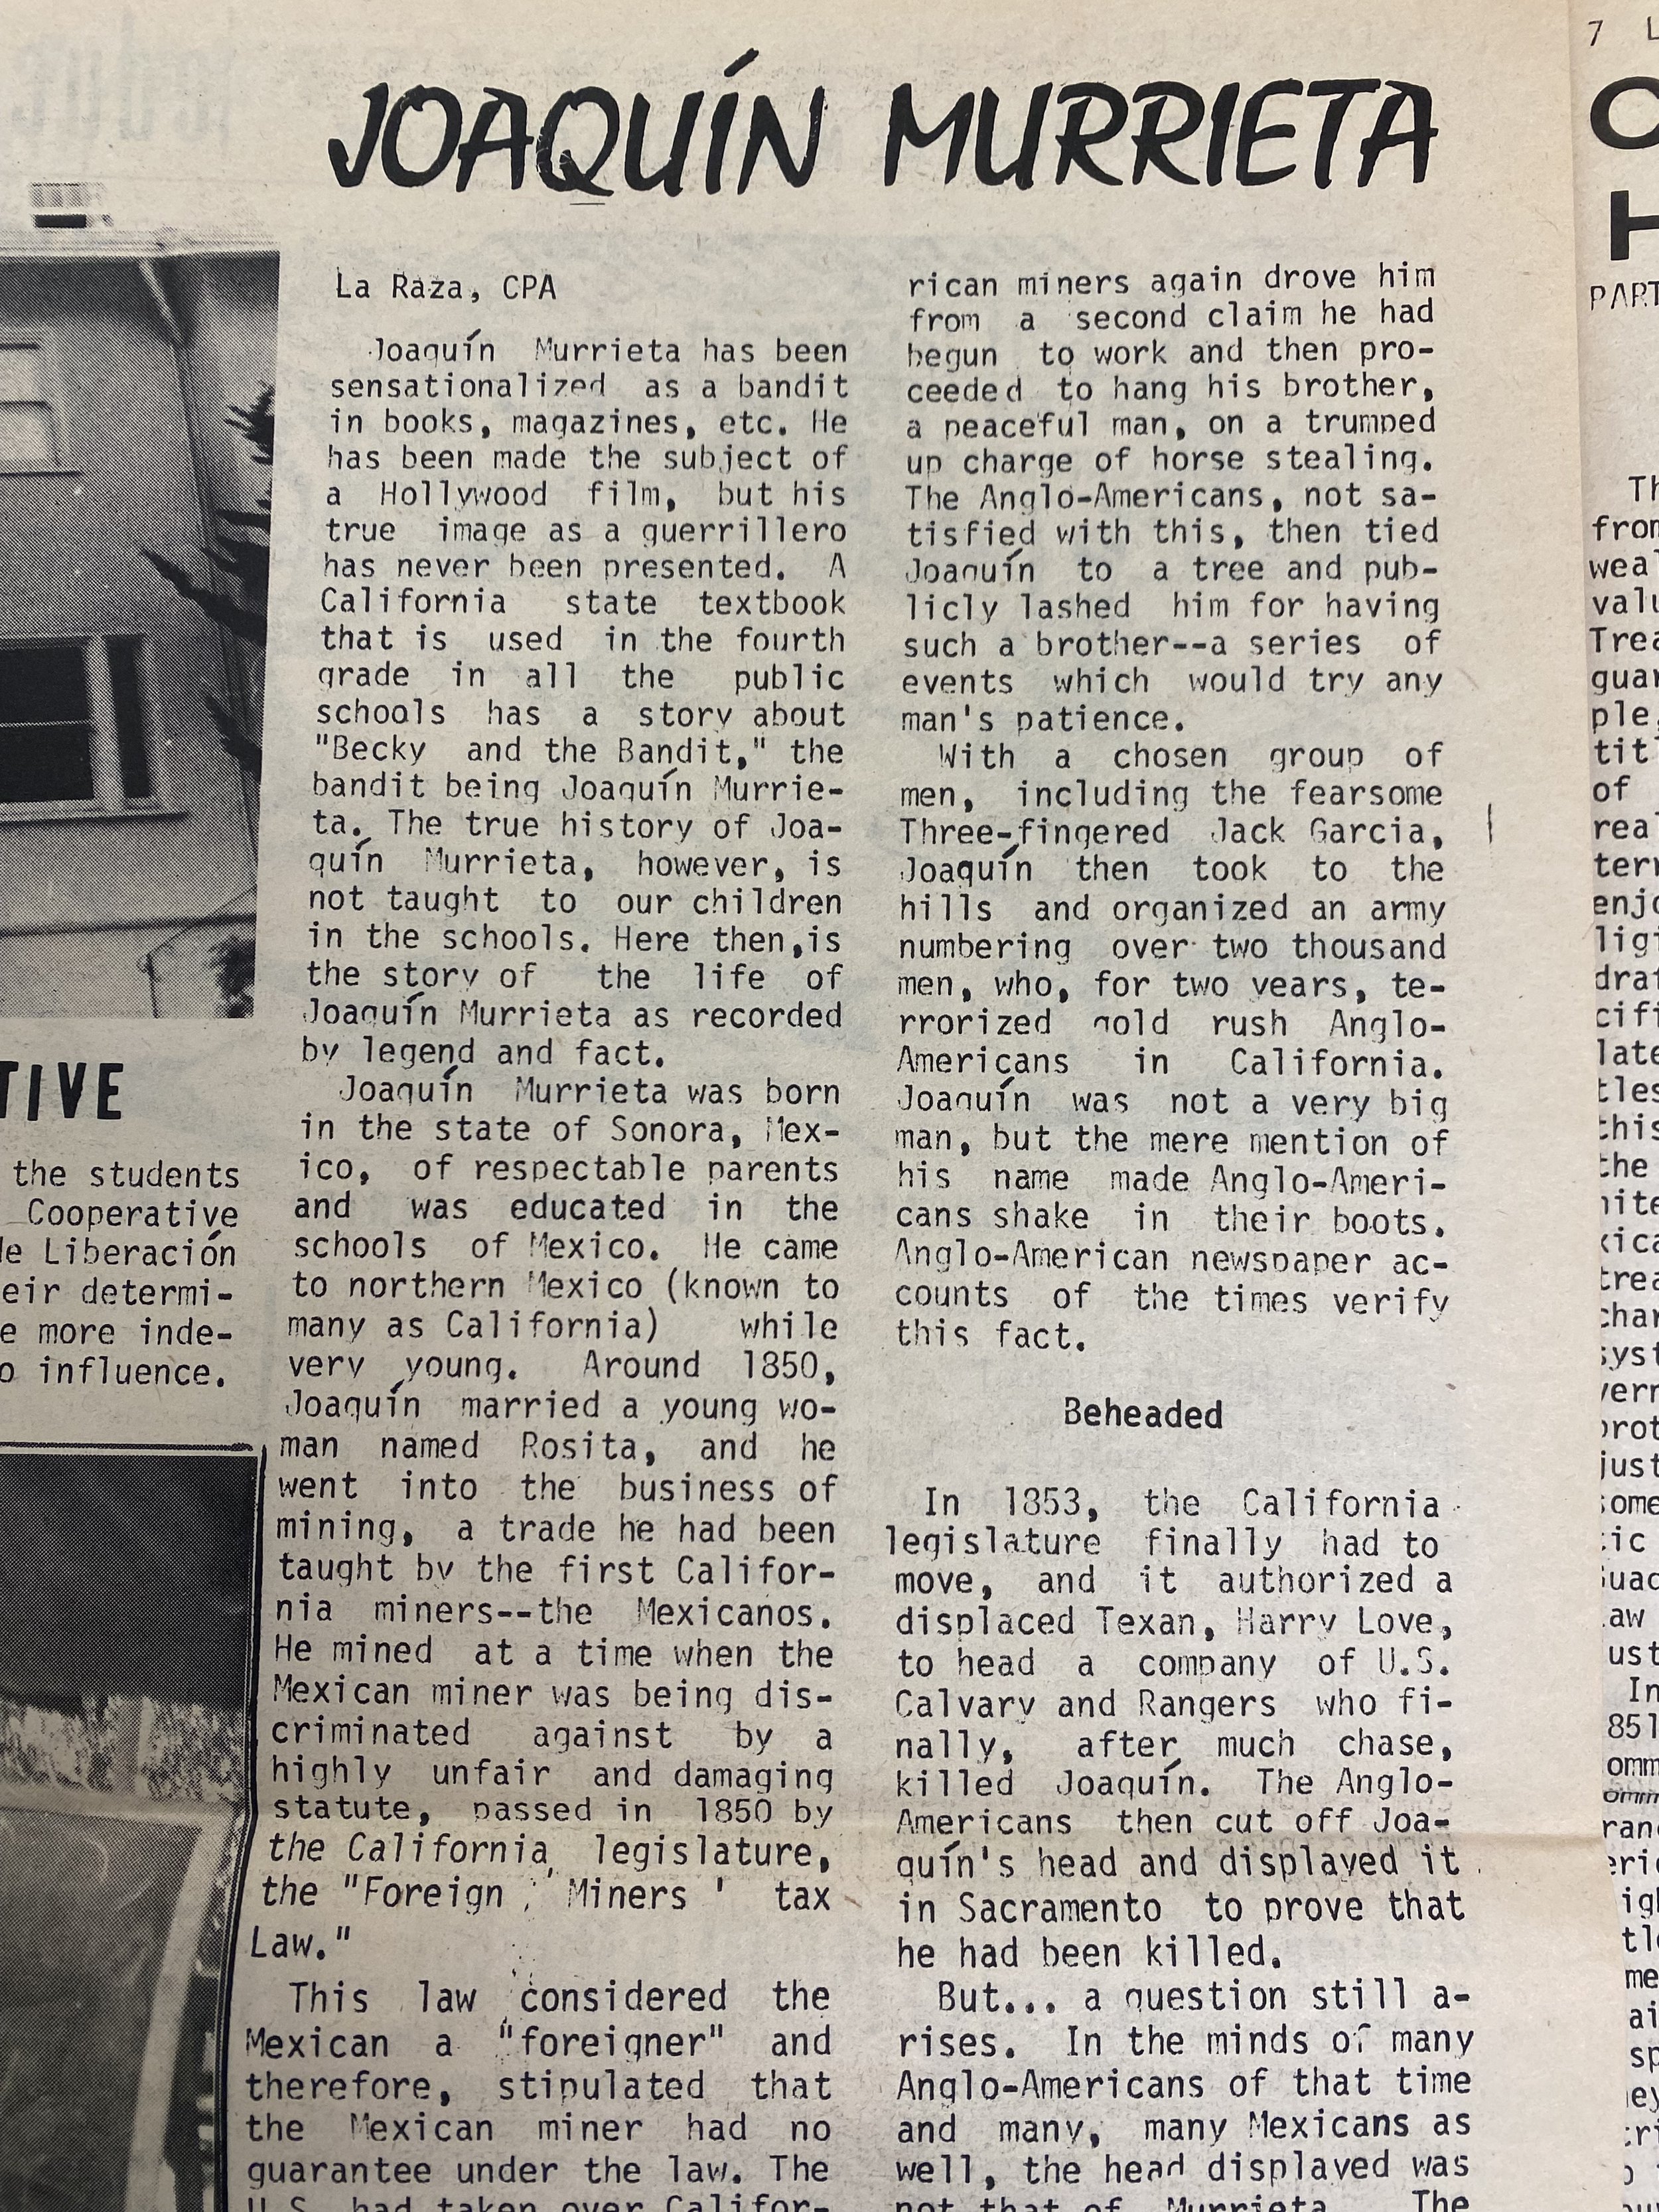 JOAQUÍN MURRIETA
TIVE
the students
Cooperative
de Liberación
eir determi-
e more inde-
o influence.
La Raza, CPA
Joaquín Murrieta has been
sensationalized as a bandit
in books, magazines, etc. He
has been made the subject of
a Hollywood film, but his
true image as a guerrillero
has never been presented. A
California state textbook
that is used in the fourth
grade in all the public
schools has a story about
"Becky and the Bandit," the
bandit being Joaquín Murrie-
ta. The true history of Joa-
quín Murrieta, however, is
not taught to our children
in the schools. Here then,is
the story of the life of
Joaquín Murrieta as recorded
by legend and fact.
Joaquín Murrieta was born
in the state of Sonora, Mex-
ico, of respectable parents
and was educated in the
schools of Mexico. He came
to northern Mexico (known to
many as California) while
very young. Around 1850,
Joaquín married a young wo-
man named Rosita, and he
went into the business of
mining, a trade he had been
taught by the first Califor-
nia miners--the Mexicanos.
He mined at a time when the
Mexican miner was being dis-
criminated against by a
highly unfair and damaging
statute, passed in 1850 by
the California legislature,
the "Foreign Miners ' tax
Law."
This law considered the
Mexican a "foreigner" and
therefore, stipulated that
the Mexican miner had no
guarantee under the law. The
U.S. had taken over Califor-
rican miners again drove him
from a second claim he had
begun to work and then pro-
ceeded to hang his brother,
a peaceful man, on a trumped
up charge of horse stealing.
The Anglo-Americans, not sa-
tisfied with this, then tied
Joaquín to a tree and pub-
licly lashed him for having
such a brother--a series of
events which would try any
man's patience.
With a chosen group of
men, including the fearsome
Three-fingered Jack Garcia,
Joaquín then took to the
hills and organized an army
numbering over two thousand
men, who, for two years, te-
rrorized gold rush Anglo-
Americans in California.
Joaquín was not a very big
man, but the mere mention of
his name made Anglo-Ameri-
cans shake in their boots.
Anglo-American newspaper ac-
counts of the times verify
this fact.
Beheaded
In 1853, the California
legislature finally had to
move, and it authorized a
displaced Texan, Harry Love,
to head a company of U.S.
Calvary and Rangers who fi-
nally, after much chase,
killed Joaquín. The Anglo-
Americans then cut off Joa-
quín's head and displayed it
in Sacramento to prove that
he had been killed.
But... a question still a-
rises. In the minds of many
Anglo-Americans of that time
and many, many Mexicans as
well, the head displayed was
not that of Murrieta. The
7 L
PART